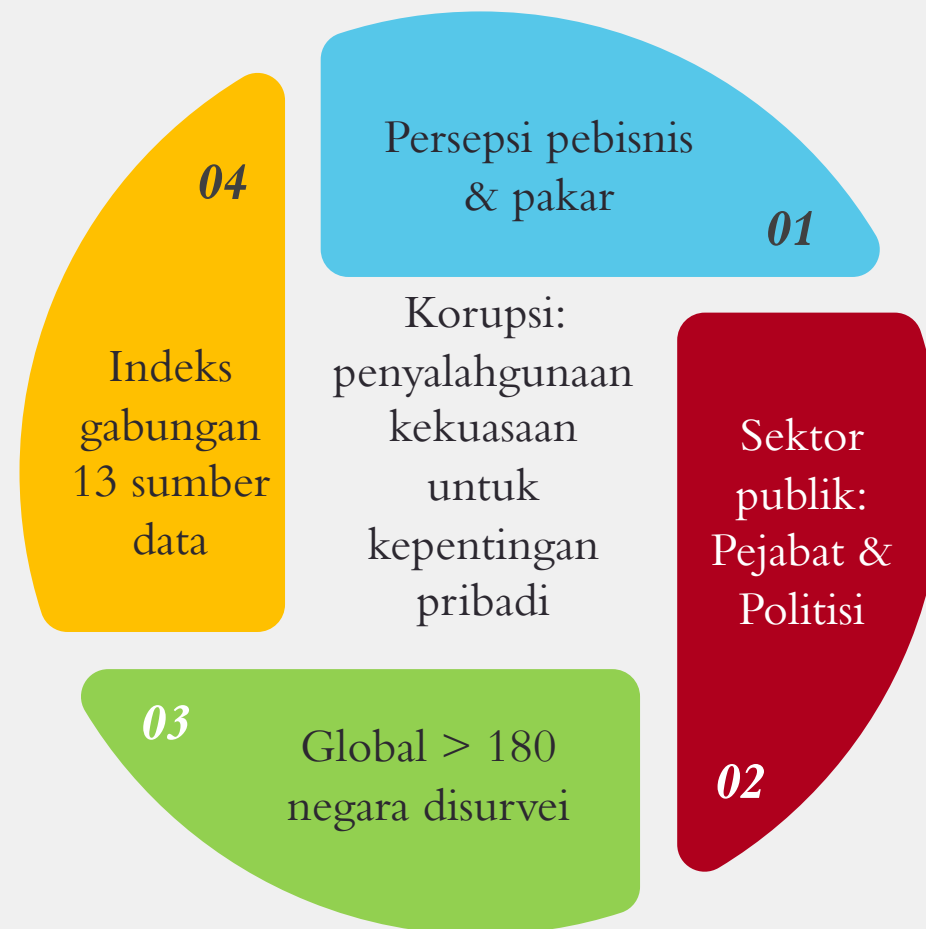 Persepsi pebisnis
& pakar
01
Sektor
publik:
Pejabat &
Politisi
02
03
Global > 180
negara disurvei
04
Indeks
gabungan
13 sumber
data
Korupsi:
penyalahgunaan
kekuasaan
untuk
kepentingan
pribadi